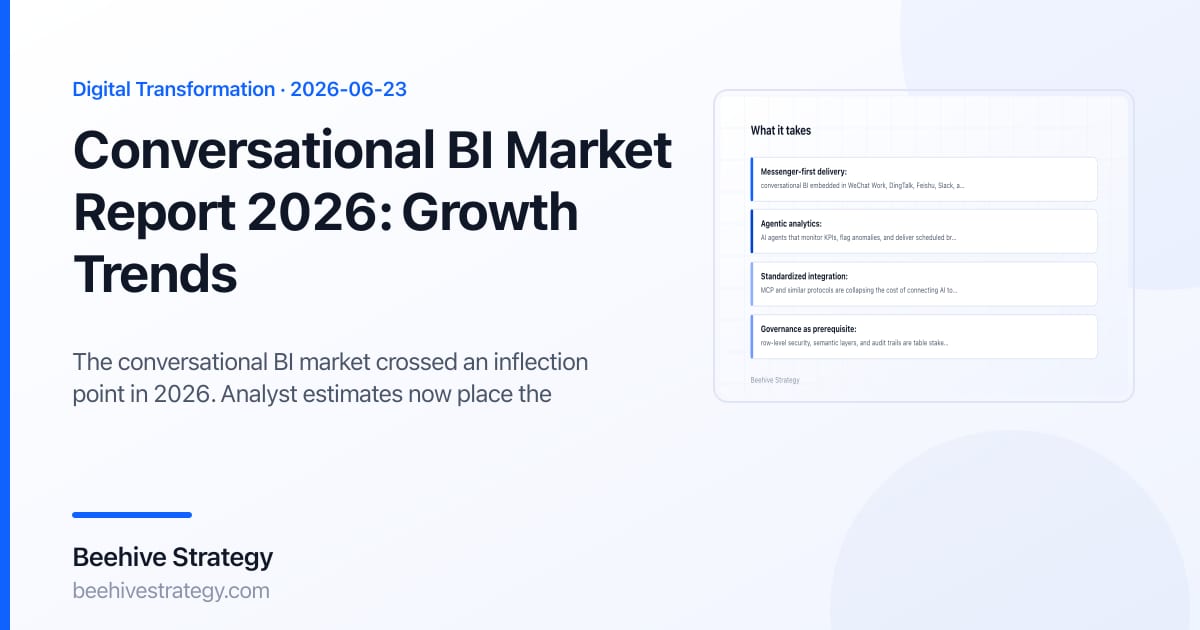 Digital Transformation · 2026-06-23
Conversational BI Market
Report 2026: Growth
Trends
The conversational BI market crossed an inflection
point in 2026. Analyst estimates now place the
Beehive Strategy
beehivestrategy.com
What it takes
Messenger-first delivery:
conversational BI embedded in WeChat Work, DingTalk, Feishu, Slack, a...
Agentic analytics:
AI agents that monitor KPIs, flag anomalies, and deliver scheduled br...
Standardized integration:
MCP and similar protocols are collapsing the cost of connecting AI to...
Governance as prerequisite:
row-level security, semantic layers, and audit trails are table stake...
Beehive Strategy